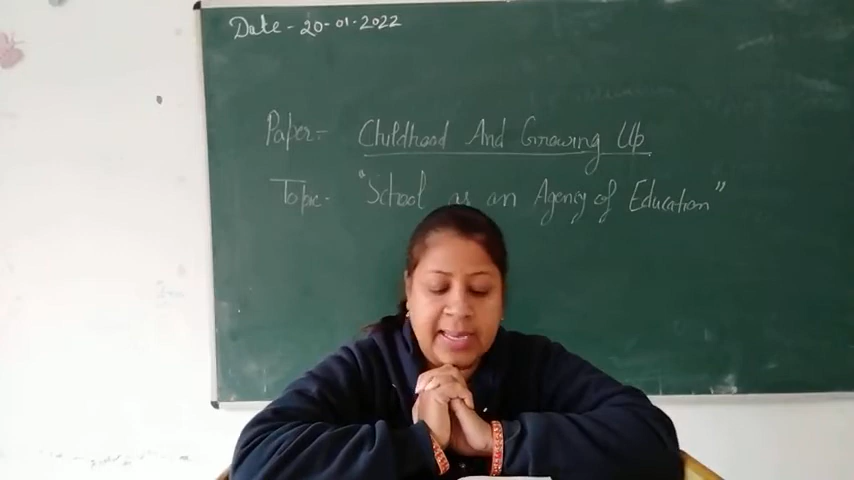 Date - 20-01-2022
Paper:- Childhood And Growing Up
Topic- "School as an Agency of Education"